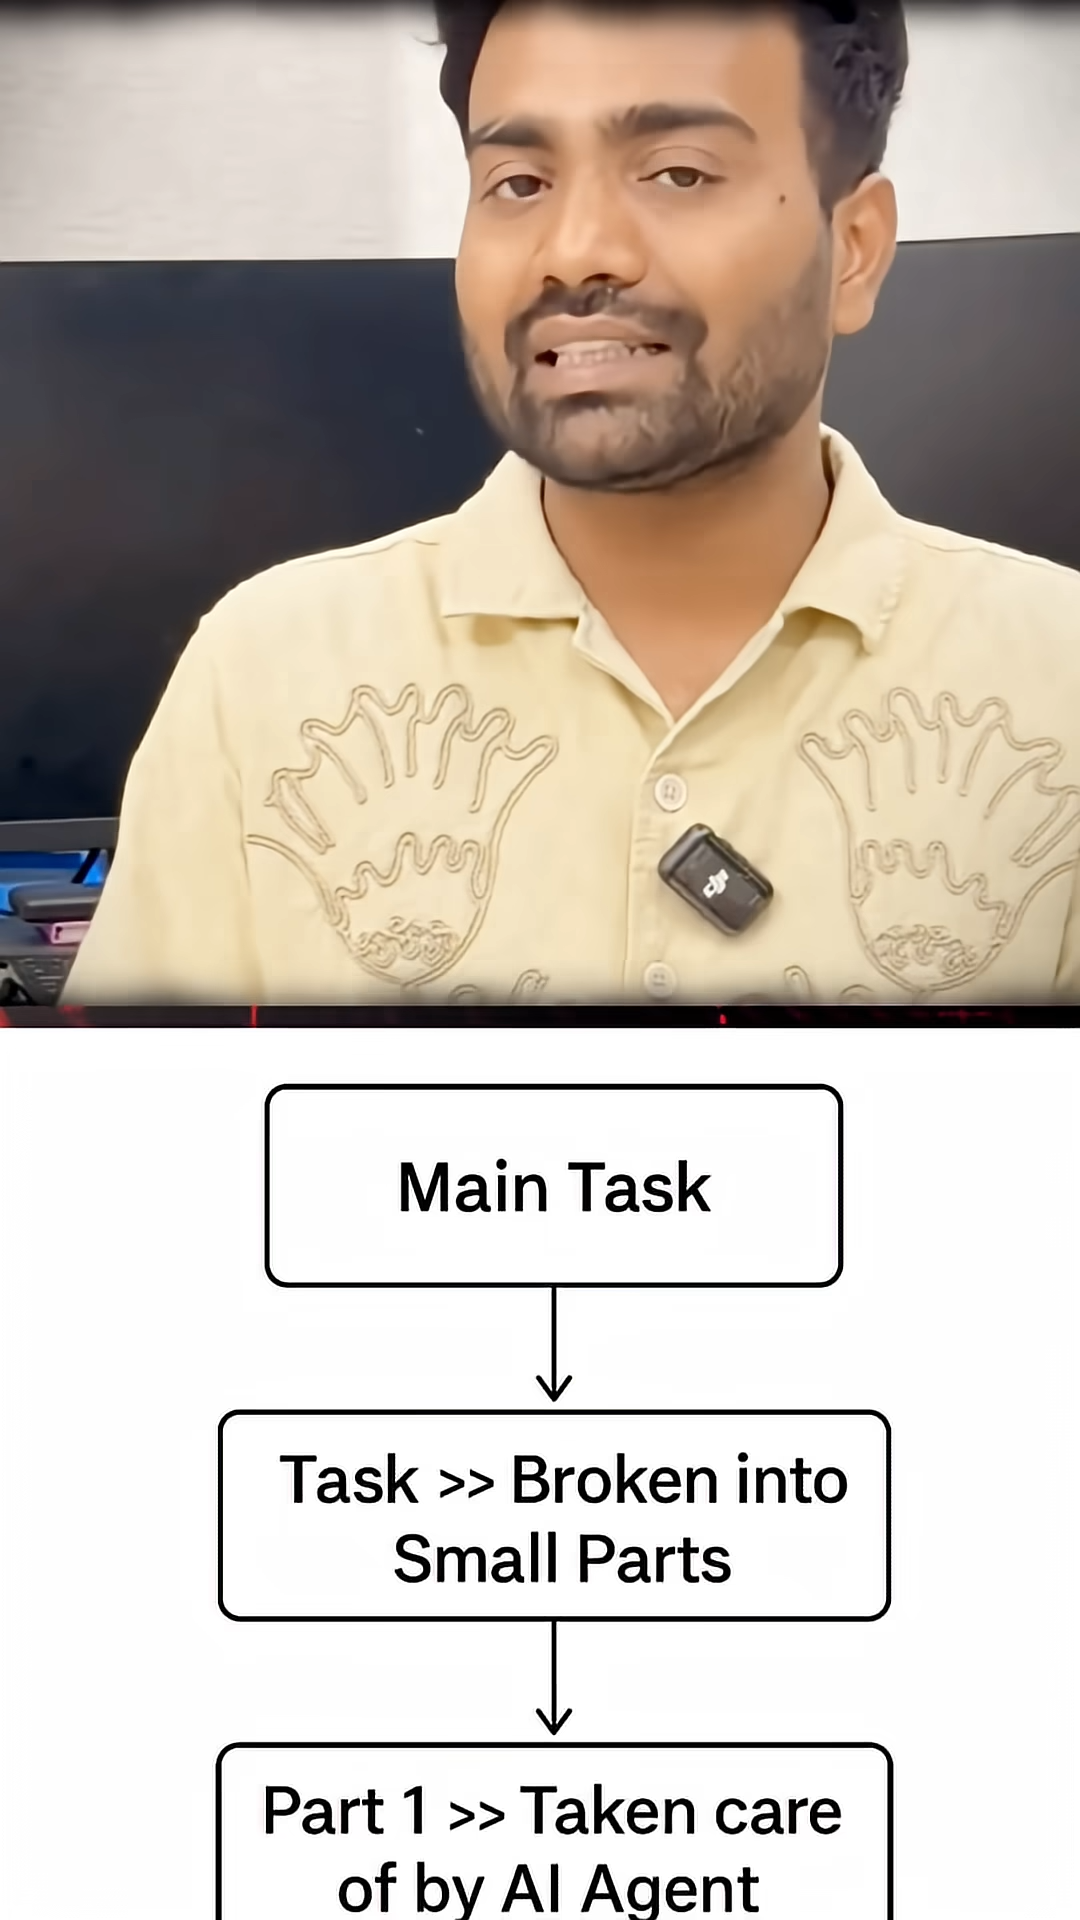 Main Task
Task >> Broken into
Small Parts
Part 1 >> Taken care
of by AI Agent